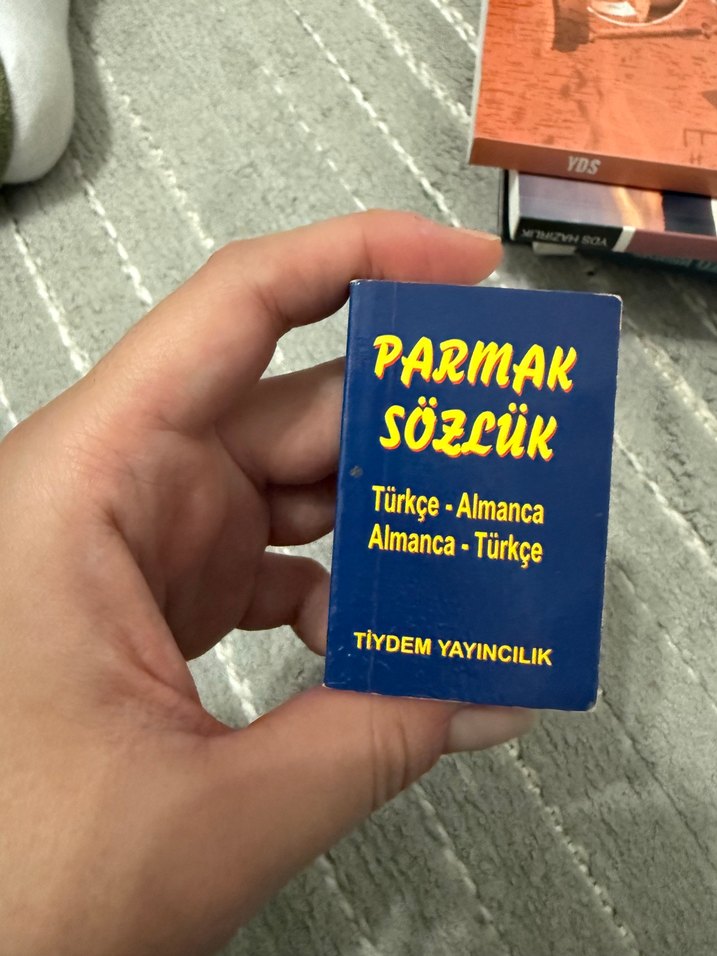 YDS
YDS HAZIRLIK
PARMAK
SÖZLÜK
Türkçe - Almanca
Almanca - Türkçe
TİYDEM YAYINCILIK